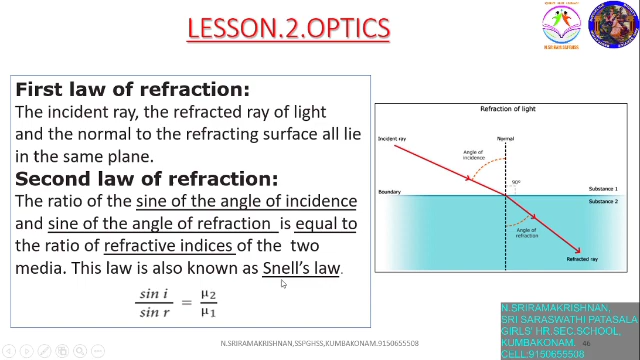 LESSON.2.OPTICS
N.SRIRAM
First law of refraction:
The incident ray, the refracted ray of light
and the normal to the refracting surface all lie
in the same plane.
Second law of refraction:
The ratio of the sine of the angle of incidence
and sine of the angle of refraction is equal to
the ratio of refractive indices of the two
media. This law is also known as Snell's law.
sin i / sin r = μ2 / μ1
Refraction of light
Incident ray
Normal
Angle of
incidence
90°
Boundary
Substance 1
Substance 2
Angle of
refraction
Refracted ray
N.SRIRAMAKRISHNAN,
SRI SARASWATHI PATASALA
GIRLS' HR.SEC.SCHOOL,
KUMBAKONAM.
CELL:9150655508
46
N.SRIRAMAKRISHNAN,SSPGHSS,KUMBAKONAM.9150655508